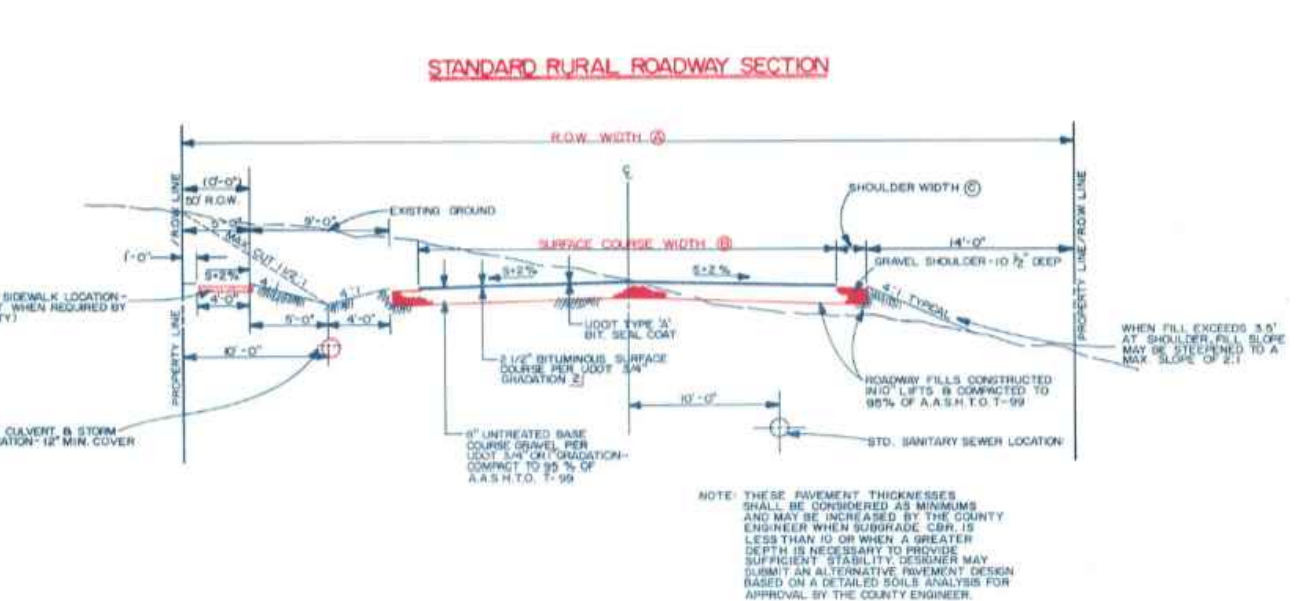 STANDARD RURAL ROADWAY SECTION
R.O.W. WIDTH Ⓐ
℄
PROPERTY LINE/ROW LINE
(0'-0")
50' R.O.W.
5'-0"
9'-0"
EXISTING GROUND
SHOULDER WIDTH Ⓒ
SURFACE COURSE WIDTH Ⓑ
14'-0"
MAX. CUT 1 1/2:1
1'-0"
S=2%
4:1
4:1
S=2%
S=2%
GRAVEL SHOULDER-10 1/2" DEEP
4:1 TYPICAL
SIDEWALK LOCATION-
WHEN REQUIRED BY
TY)
4'-0"
5'-0"
4'-0"
10'-0"
PROPERTY LINE
/ROW LINE
UDOT TYPE 'A'
BIT. SEAL COAT
2 1/2" BITUMINOUS SURFACE
COURSE PER UDOT 3/4"
GRADATION
WHEN FILL EXCEEDS 3.5'
AT SHOULDER, FILL SLOPE
MAY BE STEEPENED TO A
MAX. SLOPE OF 2:1
ROADWAY FILLS CONSTRUCTED
IN 10" LIFTS & COMPACTED TO
95% OF A.A.S.H.T.O. T-99
10'-0"
CULVERT & STORM
ATION-12" MIN. COVER
UNTREATED BASE
COURSE GRAVEL PER
UDOT 3/4" OR 1" GRADATION-
COMPACT TO 95 % OF
A.A.S.H.T.O. T-99
STD. SANITARY SEWER LOCATION
NOTE: THESE PAVEMENT THICKNESSES
SHALL BE CONSIDERED AS MINIMUMS
AND MAY BE INCREASED BY THE COUNTY
ENGINEER WHEN SUBGRADE C.B.R. IS
LESS THAN 10 OR WHEN A GREATER
DEPTH IS NECESSARY TO PROVIDE
SUFFICIENT STABILITY. DESIGNER MAY
SUBMIT AN ALTERNATIVE PAVEMENT DESIGN
BASED ON A DETAILED SOILS ANALYSIS FOR
APPROVAL BY THE COUNTY ENGINEER.